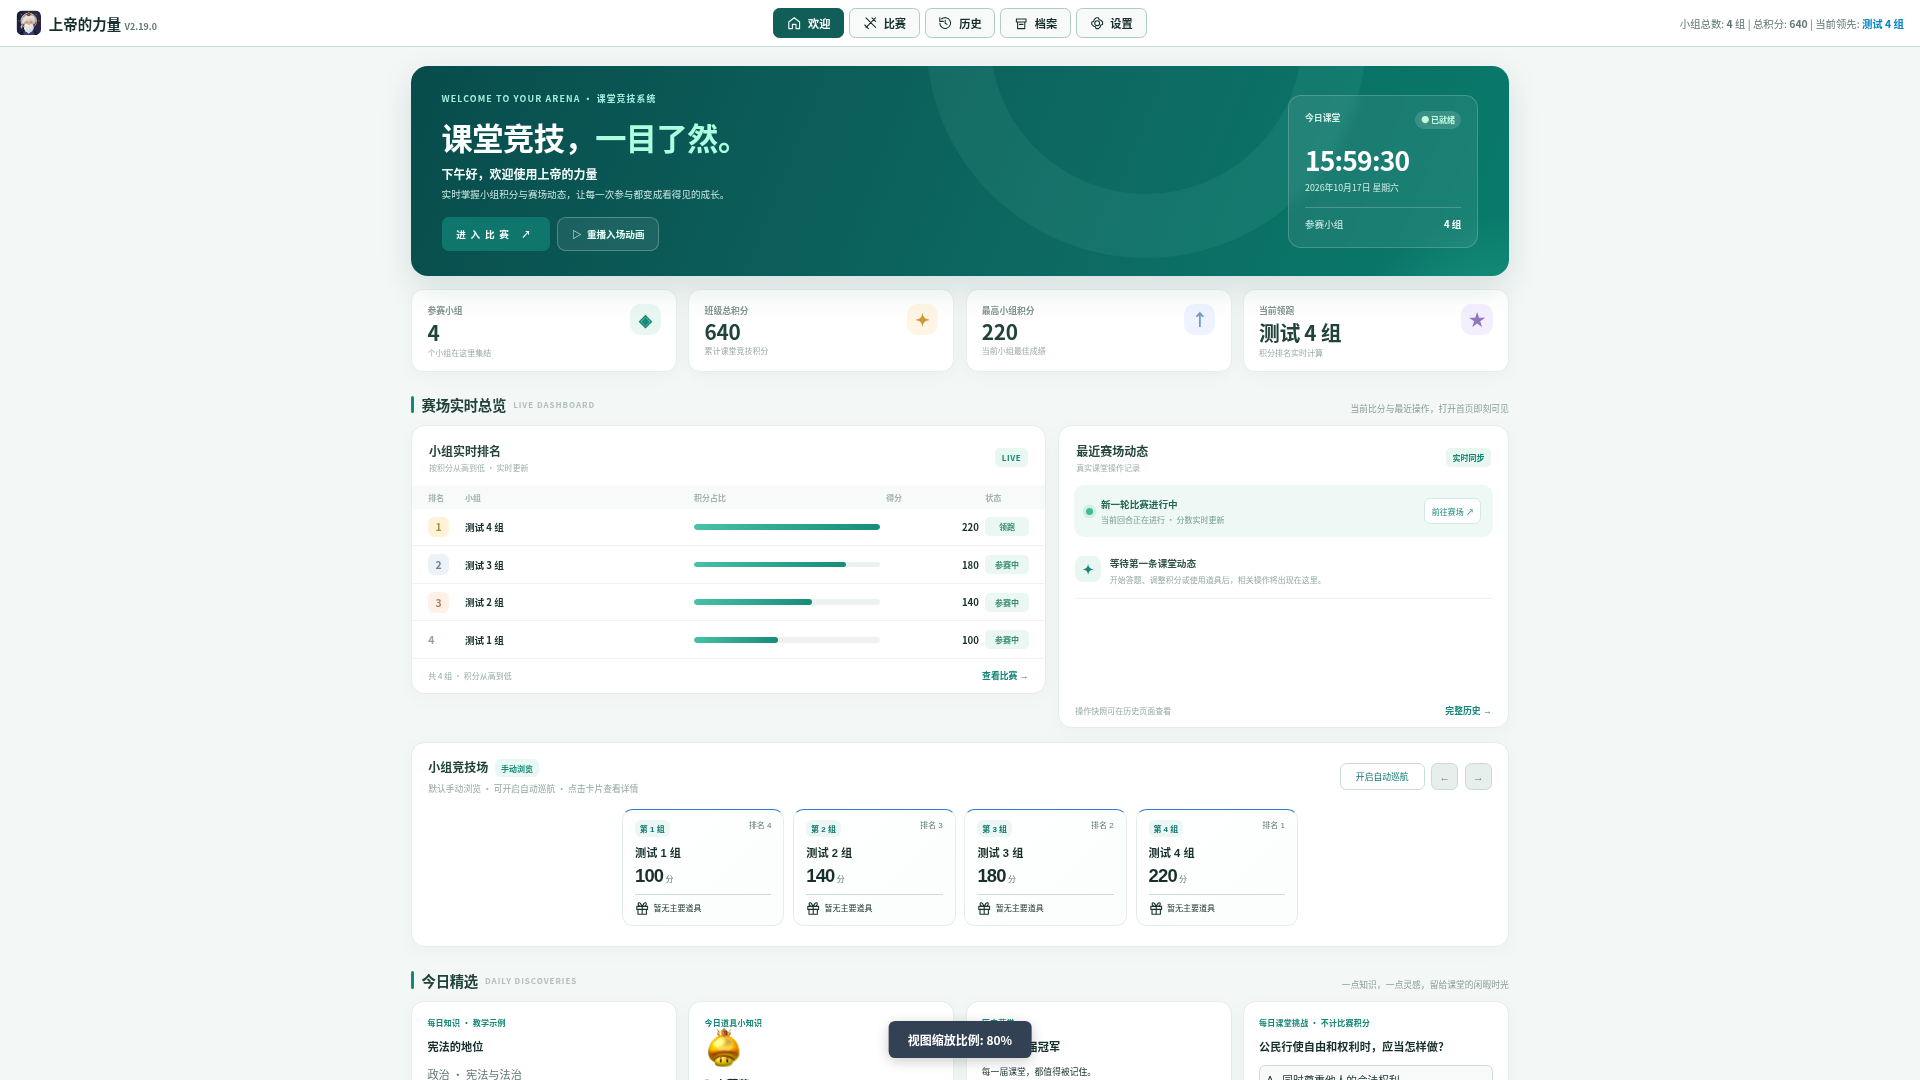 上帝的力量 V2.19.0
欢迎
比赛
历史
档案
设置
小组总数: 4 组 | 总积分: 640 | 当前领先: 测试 4 组
WELCOME TO YOUR ARENA • 课堂竞技系统
课堂竞技，一目了然。
下午好，欢迎使用上帝的力量
实时掌握小组积分与赛场动态，让每一次参与都变成看得见的成长。
进入比赛 ↗
▷ 重播入场动画
今日课堂
已就绪
15:59:30
2026年10月17日 星期六
参赛小组
4 组
参赛小组
4
个小组在这里集结
班级总积分
640
累计课堂竞技积分
最高小组积分
220
当前小组最佳成绩
当前领跑
测试 4 组
积分排名实时计算
赛场实时总览 LIVE DASHBOARD
当前比分与最近操作，打开首页即刻可见
小组实时排名
按积分从高到低 • 实时更新
LIVE
排名 小组 积分占比 得分 状态
1 测试 4 组 220 领跑
2 测试 3 组 180 参赛中
3 测试 2 组 140 参赛中
4 测试 1 组 100 参赛中
共 4 组 • 积分从高到低
查看比赛 →
最近赛场动态
真实课堂操作记录
实时同步
新一轮比赛进行中
当前回合正在进行 • 分数实时更新
前往赛场 ↗
等待第一条课堂动态
开始答题、调整积分或使用道具后，相关操作将出现在这里。
操作快照可在历史页面查看
完整历史 →
小组竞技场 手动浏览
默认手动浏览 • 可开启自动巡航 • 点击卡片查看详情
开启自动巡航
←
→
第 1 组 排名 4
测试 1 组
100 分
暂无主要道具
第 2 组 排名 3
测试 2 组
140 分
暂无主要道具
第 3 组 排名 2
测试 3 组
180 分
暂无主要道具
第 4 组 排名 1
测试 4 组
220 分
暂无主要道具
今日精选 DAILY DISCOVERIES
一点知识，一点灵感，留给课堂的闲暇时光
每日知识 • 教学示例
宪法的地位
政治 • 宪法与法治
今日道具小知识
冠军
每一届课堂，都值得被记住。
每日课堂挑战 • 不计比赛积分
公民行使自由和权利时，应当怎样做？
A. 同时尊重他人的合法权利
视图缩放比例: 80%